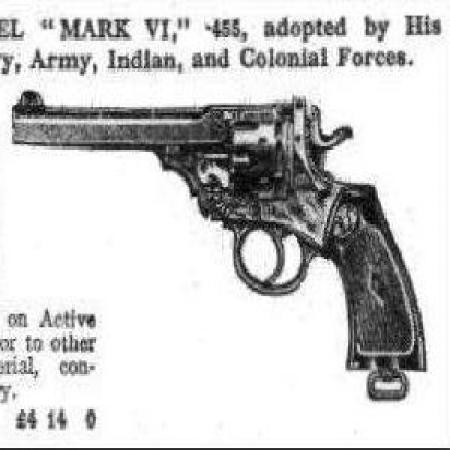 EL "MARK VI," ·455, adopted by His
y, Army, Indian, and Colonial Forces.
on Active
or to other
erial, con-
y.
£4 14 0